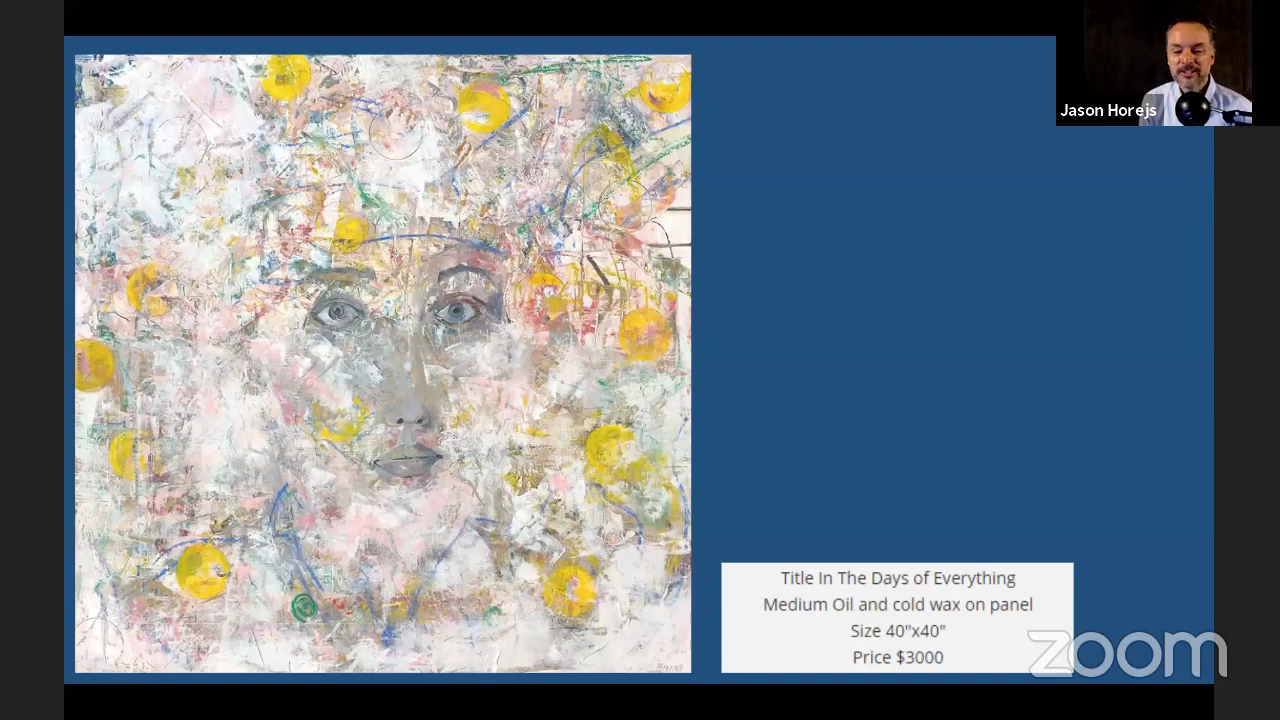 Jason Horejs
Title In The Days of Everything
Medium Oil and cold wax on panel
Size 40"x40"
Price $3000
zoom